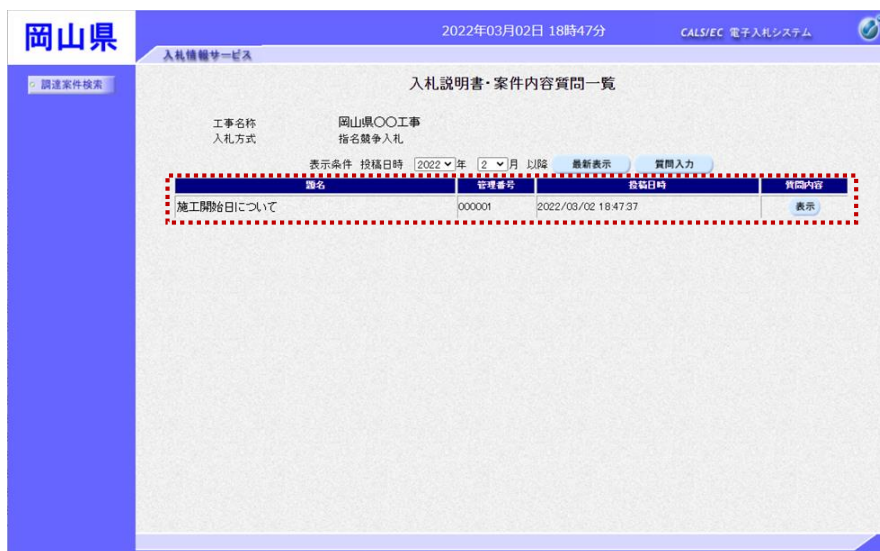 岡山県
2022年03月02日 18時47分
CALS/EC 電子入札システム
入札情報サービス
調達案件検索
入札説明書・案件内容質問一覧
工事名称 岡山県〇〇工事
入札方式 指名競争入札
表示条件 投稿日時 2022 年 2 月 以降 最新表示 質問入力
題名 管理番号 投稿日時 質問内容
施工開始日について 000001 2022/03/02 18:47:37 表示